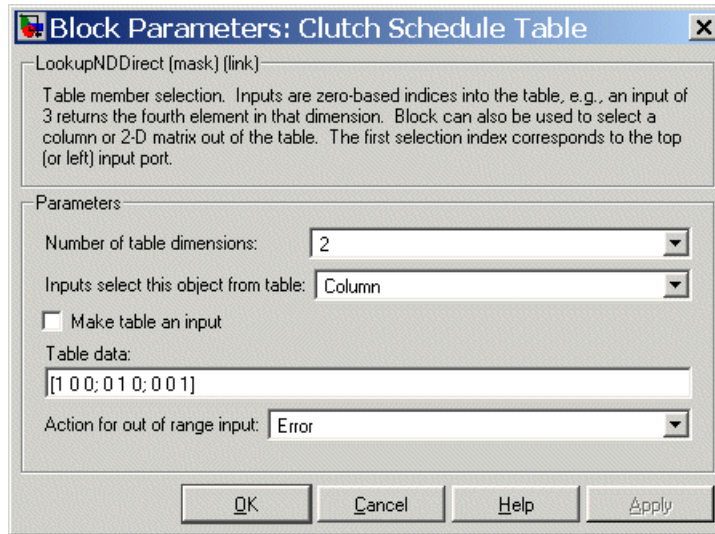 Block Parameters: Clutch Schedule Table
LookupNDDirect (mask) (link)
Table member selection. Inputs are zero-based indices into the table, e.g., an input of
3 returns the fourth element in that dimension. Block can also be used to select a
column or 2-D matrix out of the table. The first selection index corresponds to the top
(or left) input port.
Parameters
Number of table dimensions: 2
Inputs select this object from table: Column
Make table an input
Table data:
[1 0 0; 0 1 0; 0 0 1]
Action for out of range input: Error
OK Cancel Help Apply